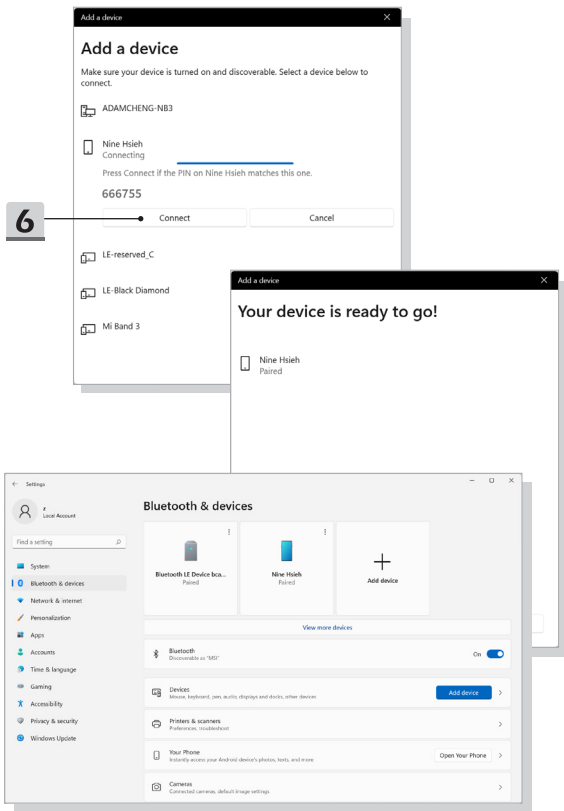 Add a device
Add a device
Make sure your device is turned on and discoverable. Select a device below to
connect.
ADAMCHENG-NB3
Nine Hsieh
Connecting
Press Connect if the PIN on Nine Hsieh matches this one.
666755
6
Connect
Cancel
LE-reserved_C
LE-Black Diamond
Mi Band 3
Add a device
Your device is ready to go!
Nine Hsieh
Paired
Settings
Local Account
Find a setting
System
Bluetooth & devices
Network & internet
Personalization
Apps
Accounts
Time & language
Gaming
Accessibility
Privacy & security
Windows Update
Bluetooth & devices
Bluetooth LE Device bca...
Paired
Nine Hsieh
Paired
Add device
View more devices
Bluetooth
Discoverable as "MSI"
On
Devices
Mouse, keyboard, pen, audio, displays and docks, other devices
Add device
Printers & scanners
Preferences, troubleshoot
Your Phone
Instantly access your Android device's photos, texts, and more
Open Your Phone
Cameras
Connected cameras, default image settings